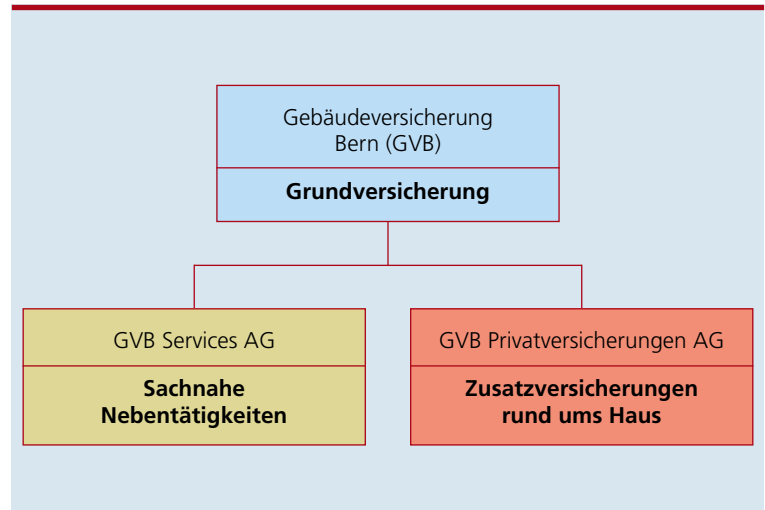 Gebäudeversicherung
Bern (GVB)
Grundversicherung
GVB Services AG
Sachnahe
Nebentätigkeiten
GVB Privatversicherungen AG
Zusatzversicherungen
rund ums Haus